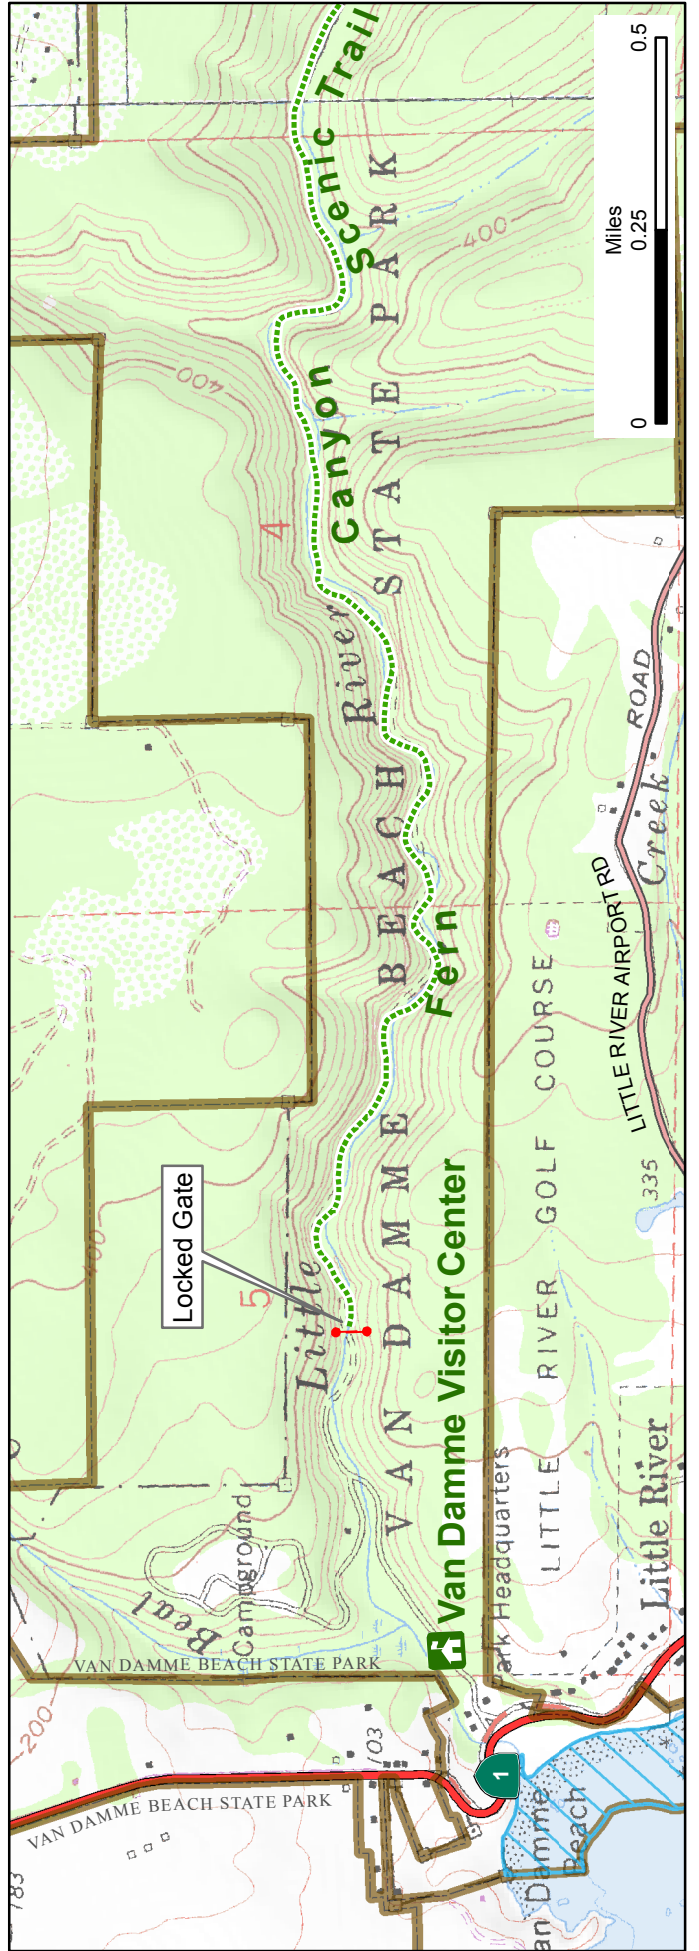 Fern Canyon Scenic Trail
Little River
VAN DAMME BEACH STATE PARK
Locked Gate
5
4
400
400
400
Miles
0 0.25 0.5
Van Damme Visitor Center
Park Headquarters
Campground
Beal
VAN DAMME BEACH STATE PARK
VAN DAMME BEACH STATE PARK
200
103
183
1
an Damme
Beach
LITTLE RIVER GOLF COURSE
Little River
335
LITTLE RIVER AIRPORT RD
ROAD
Creek